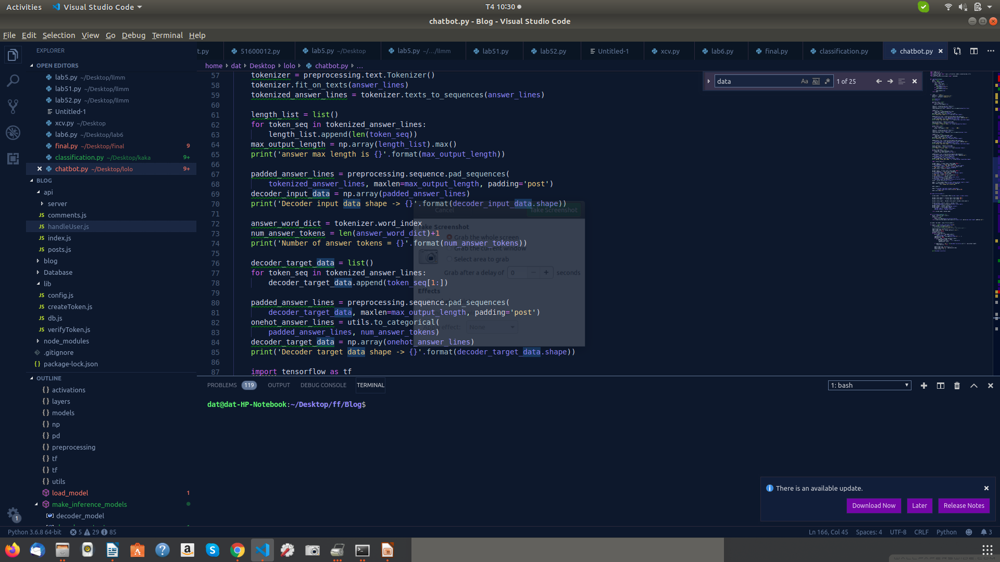 Activities Visual Studio Code T4 10:30
chatbot.py - Blog - Visual Studio Code
File Edit Selection View Go Debug Terminal Help
EXPLORER
OPEN EDITORS
lab5.py ~/Desktop/llmm
lab51.py ~/Desktop/llmm
lab52.py ~/Desktop/llmm
Untitled-1
xcv.py ~/Desktop
lab6.py ~/Desktop/lab6
final.py ~/Desktop/final 9
classification.py ~/Desktop/kaka 9+
chatbot.py ~/Desktop/lolo 9+
BLOG
api
server
JS comments.js
JS handleUser.js
JS index.js
JS posts.js
blog
Database
lib
JS config.js
JS createToken.js
JS db.js
JS verifyToken.js
node_modules
.gitignore
{} package-lock.json
OUTLINE
{} activations
{} layers
{} models
{} np
{} pd
{} preprocessing
{} tf
{} tf
{} utils
load_model 1
make_inference_models
decoder_model
1
t.py 51600012.py lab5.py ~/Desktop lab5.py ~/.../llmm lab51.py lab52.py Untitled-1 xcv.py lab6.py final.py classification.py chatbot.py
home dat Desktop lolo chatbot.py ...
data Aa Abl .* 1 of 25
57 tokenizer = preprocessing.text.Tokenizer()
58 tokenizer.fit_on_texts(answer_lines)
59 tokenized_answer_lines = tokenizer.texts_to_sequences(answer_lines)
60
61 length_list = list()
62 for token_seq in tokenized_answer_lines:
63 length_list.append(len(token_seq))
64 max_output_length = np.array(length_list).max()
65 print('answer max length is {}'.format(max_output_length))
66
67 padded_answer_lines = preprocessing.sequence.pad_sequences(
68 tokenized_answer_lines, maxlen=max_output_length, padding='post')
69 decoder_input_data = np.array(padded_answer_lines)
70 print('Decoder input data shape -> {}'.format(decoder_input_data.shape))
71
72 answer_word_dict = tokenizer.word_index
73 num_answer_tokens = len(answer_word_dict)+1
74 print('Number of answer tokens = {}'.format(num_answer_tokens))
75
76 decoder_target_data = list()
77 for token_seq in tokenized_answer_lines:
78 decoder_target_data.append(token_seq[1:])
79
80 padded_answer_lines = preprocessing.sequence.pad_sequences(
81 decoder_target_data, maxlen=max_output_length, padding='post')
82 onehot_answer_lines = utils.to_categorical(
83 padded_answer_lines, num_answer_tokens)
84 decoder_target_data = np.array(onehot_answer_lines)
85 print('Decoder target data shape -> {}'.format(decoder_target_data.shape))
86
87 import tensorflow as tf
Cancel Take Screenshot
Take Screenshot
Grab the whole screen
Grab the current window
Select area to grab
Grab after a delay of 0 − + seconds
Effects
effect: None
PROBLEMS 119 OUTPUT DEBUG CONSOLE TERMINAL 1: bash
dat@dat-HP-Notebook:~/Desktop/ff/Blog$
There is an available update.
Download Now Later Release Notes
1
Python 3.6.8 64-bit 5 29 85 Ln 166, Col 45 Spaces: 4 UTF-8 CRLF Python 3